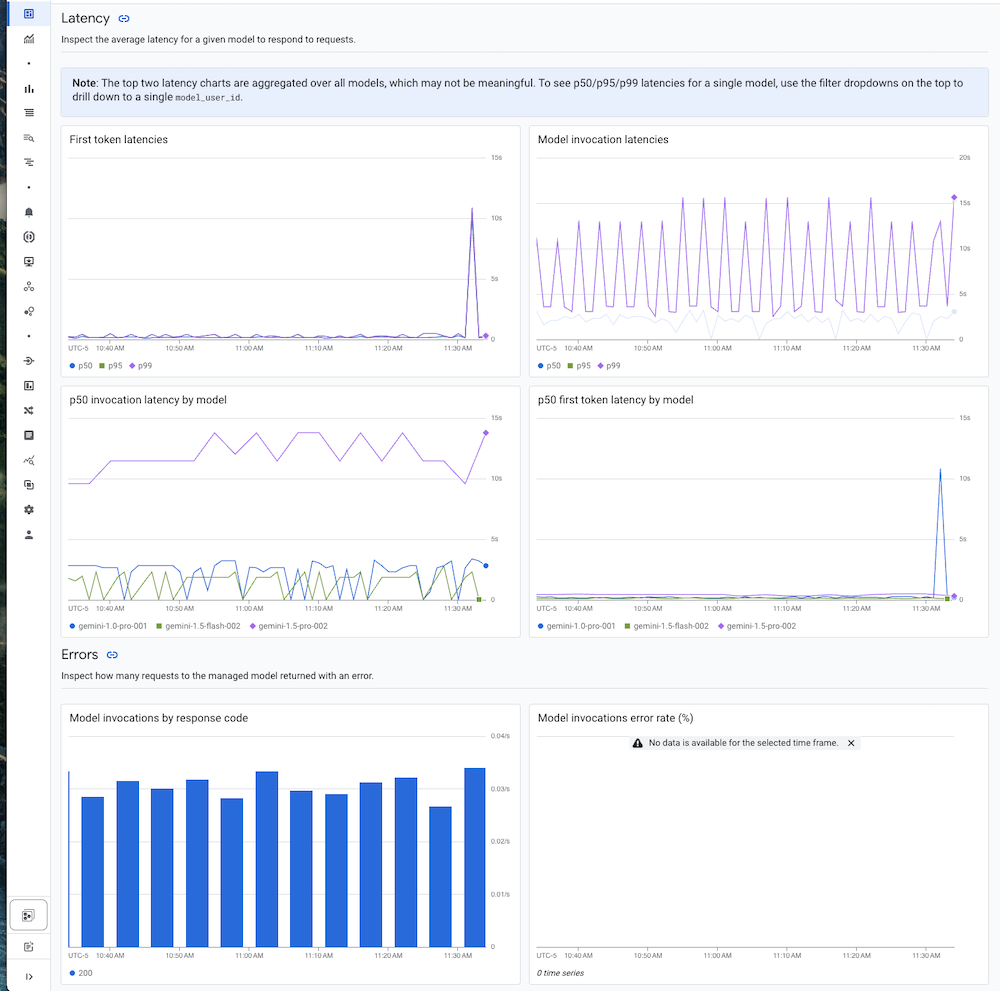 Latency
Inspect the average latency for a given model to respond to requests.
Note: The top two latency charts are aggregated over all models, which may not be meaningful. To see p50/p95/p99 latencies for a single model, use the filter dropdowns on the top to
drill down to a single model_user_id.
First token latencies
15s
10s
5s
0
UTC-5 10:40 AM 10:50 AM 11:00 AM 11:10 AM 11:20 AM 11:30 AM
p50 p95 p99
Model invocation latencies
20s
15s
10s
5s
0
UTC-5 10:40 AM 10:50 AM 11:00 AM 11:10 AM 11:20 AM 11:30 AM
p50 p95 p99
p50 invocation latency by model
15s
10s
5s
0
UTC-5 10:40 AM 10:50 AM 11:00 AM 11:10 AM 11:20 AM 11:30 AM
gemini-1.0-pro-001 gemini-1.5-flash-002 gemini-1.5-pro-002
p50 first token latency by model
15s
10s
5s
0
UTC-5 10:40 AM 10:50 AM 11:00 AM 11:10 AM 11:20 AM 11:30 AM
gemini-1.0-pro-001 gemini-1.5-flash-002 gemini-1.5-pro-002
Errors
Inspect how many requests to the managed model returned with an error.
Model invocations by response code
0.04/s
0.03/s
0.02/s
0.01/s
0
UTC-5 10:40 AM 10:50 AM 11:00 AM 11:10 AM 11:20 AM 11:30 AM
200
Model invocations error rate (%)
No data is available for the selected time frame.
UTC-5 10:40 AM 10:50 AM 11:00 AM 11:10 AM 11:20 AM 11:30 AM
0 time series